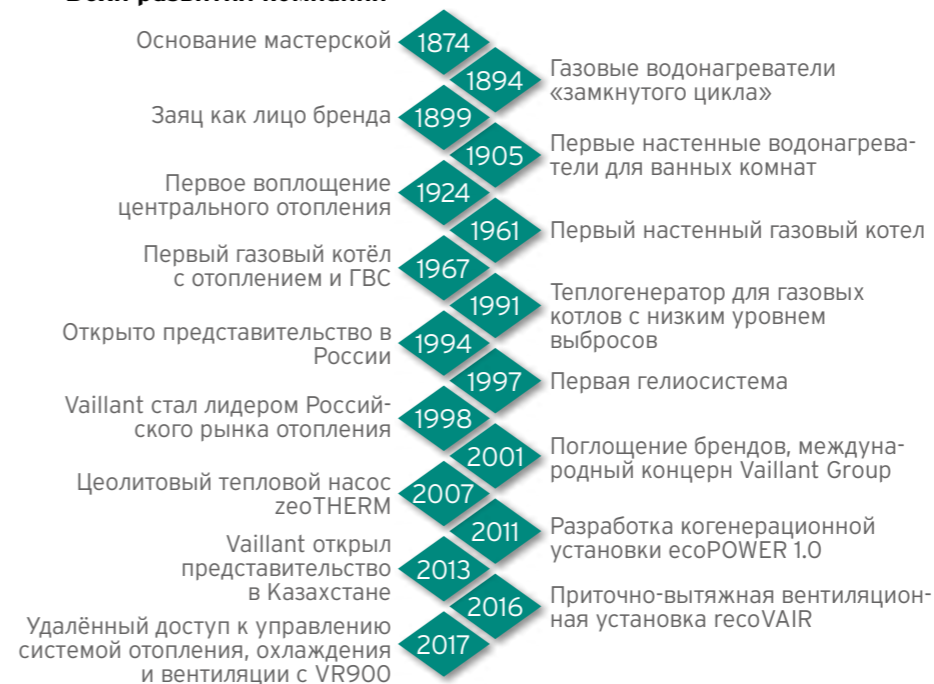 Вехи развития компании
Основание мастерской
1874
1894
Газовые водонагреватели
«замкнутого цикла»
Заяц как лицо бренда
1899
1905
Первые настенные водонагрева-
тели для ванных комнат
Первое воплощение
центрального отопления
1924
1961
Первый настенный газовый котел
Первый газовый котёл
с отоплением и ГВС
1967
1991
Теплогенератор для газовых
котлов с низким уровнем
выбросов
Открыто представительство в
России
1994
1997
Первая гелиосистема
Vaillant стал лидером Россий-
ского рынка отопления
1998
2001
Поглощение брендов, междуна-
родный концерн Vaillant Group
Цеолитовый тепловой насос
zeoTHERM
2007
2011
Разработка когенерационной
установки ecoPOWER 1.0
Vaillant открыл
представительство
в Казахстане
2013
2016
Приточно-вытяжная вентиляцион-
ная установка recoVAIR
Удалённый доступ к управлению
системой отопления, охлаждения
и вентиляции с VR900
2017